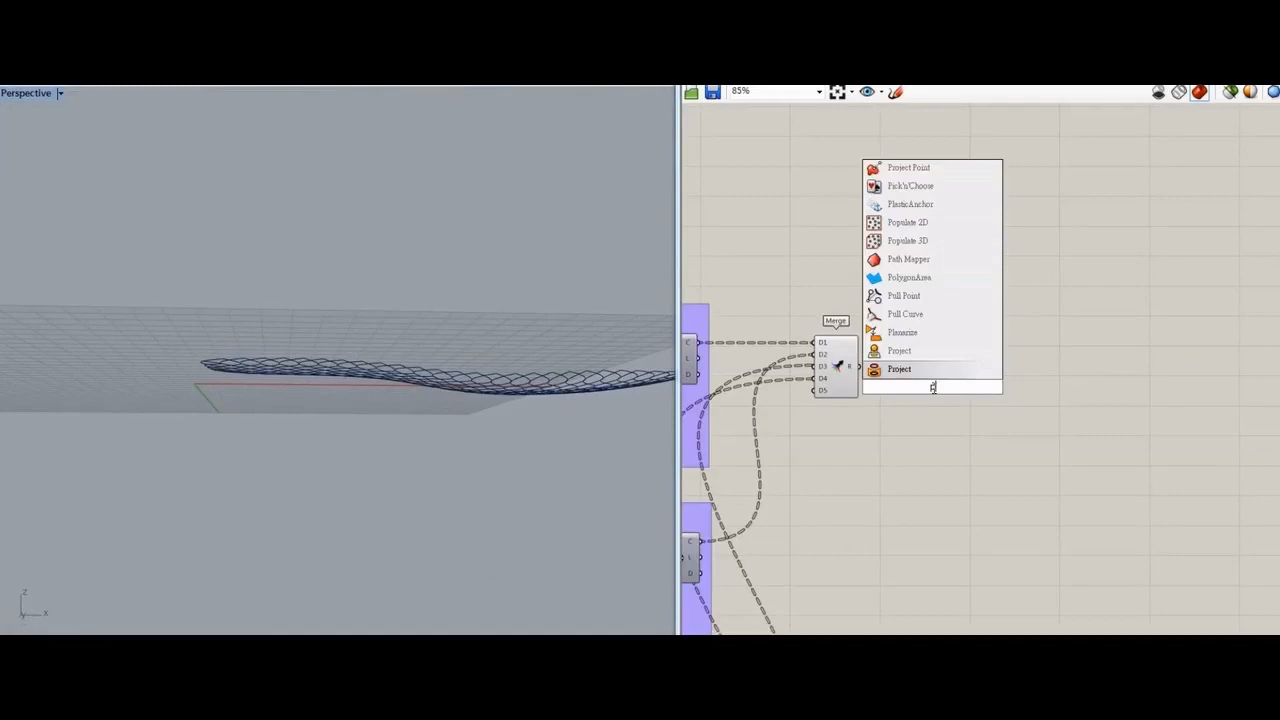 Perspective
85%
Project Point
Pick'n'Choose
PlasticAnchor
Populate 2D
Populate 3D
Path Mapper
PolygonArea
Pull Point
Pull Curve
Planarize
Project
Project
Merge
D1
D2
D3
D4
D5
R
C
L
D
C
L
D
z
x